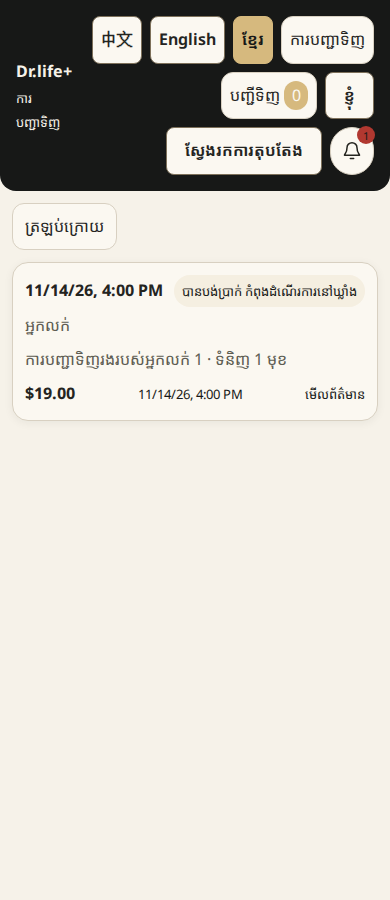 中文
English
ខ្មែរ
ការបញ្ជាទិញ
Dr.life+
ការ
បញ្ជាទិញ
បញ្ជីទិញ 0
ខ្ញុំ
ស្វែងរកការតុបតែង
1
ត្រឡប់ក្រោយ
11/14/26, 4:00 PM
បានបង់ប្រាក់ កំពុងដំណើរការនៅឃ្លាំង
អ្នកលក់
ការបញ្ជាទិញរងរបស់អ្នកលក់ 1 · ទំនិញ 1 មុខ
$19.00
11/14/26, 4:00 PM
មើលព័ត៌មាន